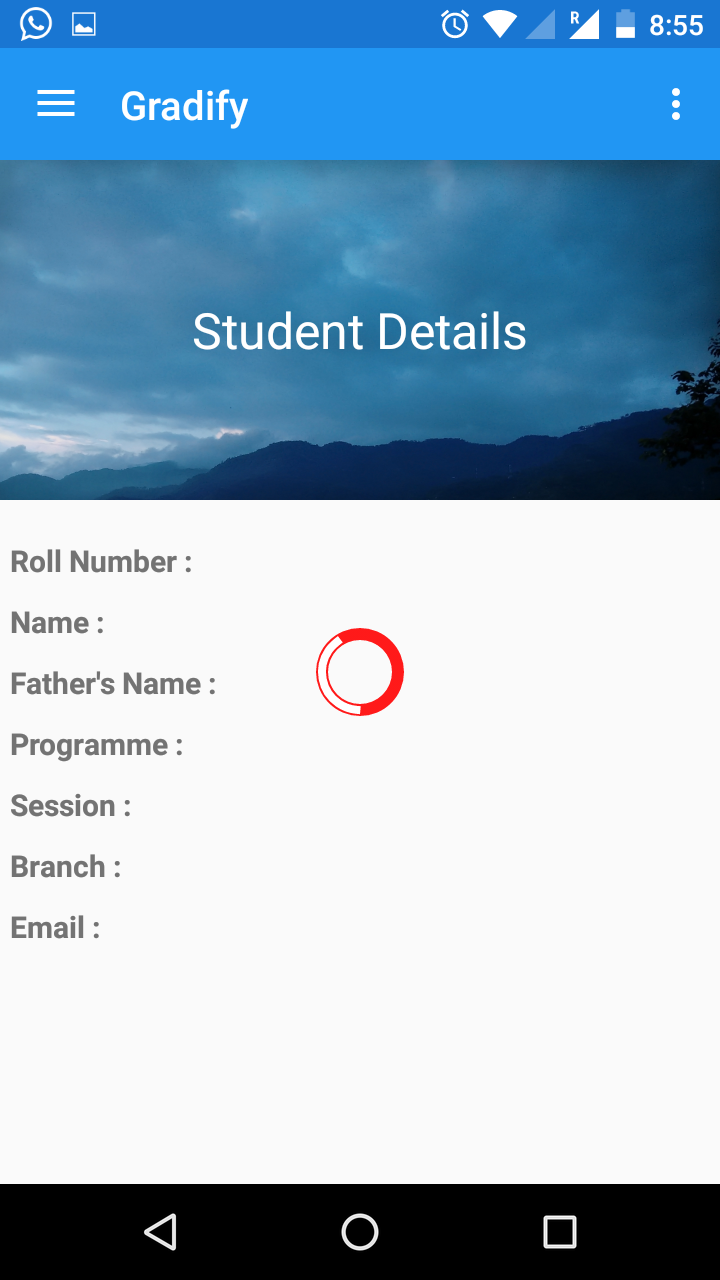 R 8:55
Gradify
Student Details
Roll Number :
Name :
Father's Name :
Programme :
Session :
Branch :
Email :